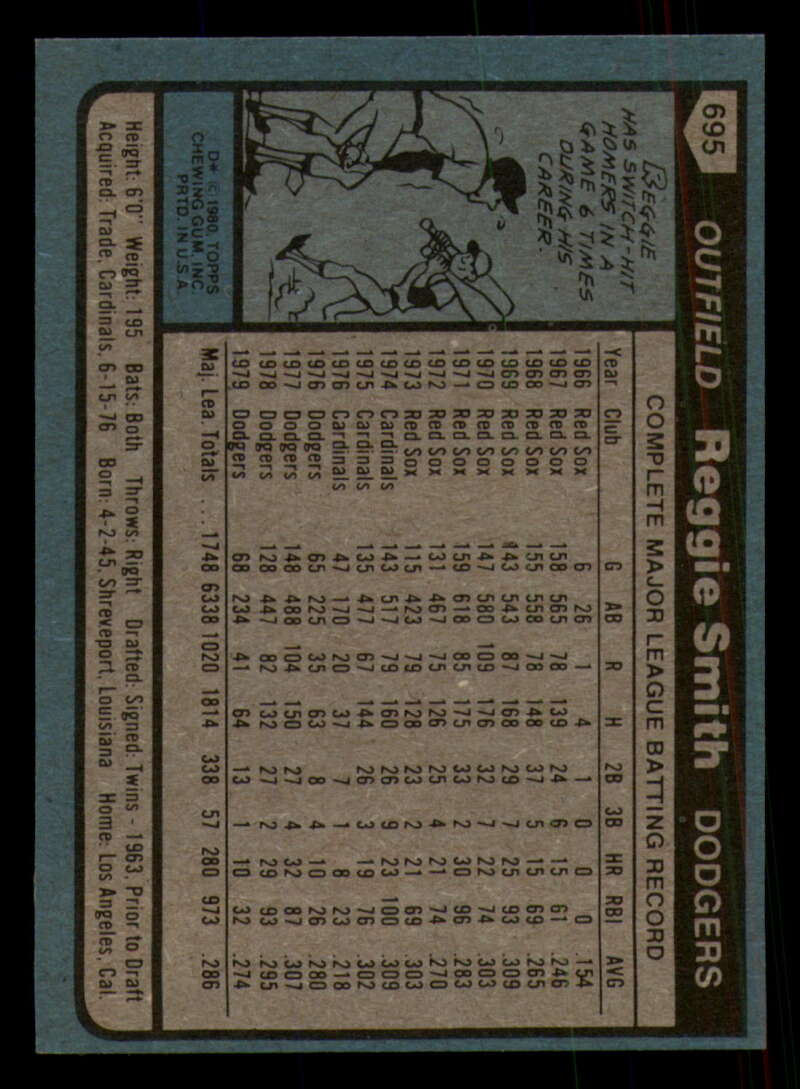 695
OUTFIELD Reggie Smith DODGERS
REGGIE
HAS SWITCH-HIT
HOMERS IN A
GAME 6 TIMES
DURING HIS
CAREER.
D* © 1980 TOPPS
CHEWING GUM, INC.
PRTD. IN U.S.A.
COMPLETE MAJOR LEAGUE BATTING RECORD
Year Club G AB R H 2B 3B HR RBI AVG
1966 Red Sox 6 26 1 4 1 0 0 0 .154
1967 Red Sox 158 565 78 139 24 6 15 61 .246
1968 Red Sox 155 558 78 148 37 5 15 69 .265
1969 Red Sox 143 543 87 168 29 7 25 93 .309
1970 Red Sox 147 580 109 176 32 7 22 74 .303
1971 Red Sox 159 618 85 175 33 2 30 96 .283
1972 Red Sox 131 467 75 126 25 4 21 74 .270
1973 Red Sox 115 423 79 128 23 2 21 69 .303
1974 Cardinals 143 517 79 160 26 9 23 100 .309
1975 Cardinals 135 477 67 144 26 3 19 76 .302
1976 Cardinals 47 170 20 37 7 1 8 23 .218
1976 Dodgers 65 225 35 63 8 4 10 26 .280
1977 Dodgers 148 488 104 150 27 4 32 87 .307
1978 Dodgers 128 447 82 132 27 2 29 93 .295
1979 Dodgers 68 234 41 64 13 1 10 32 .274
Maj. Lea. Totals ... 1748 6338 1020 1814 338 57 280 973 .286
Height: 6'0" Weight: 195 Bats: Both Throws: Right Drafted: Signed: Twins - 1963, Prior to Draft
Acquired: Trade, Cardinals, 6-15-76 Born: 4-2-45, Shreveport, Louisiana Home: Los Angeles, Cal.